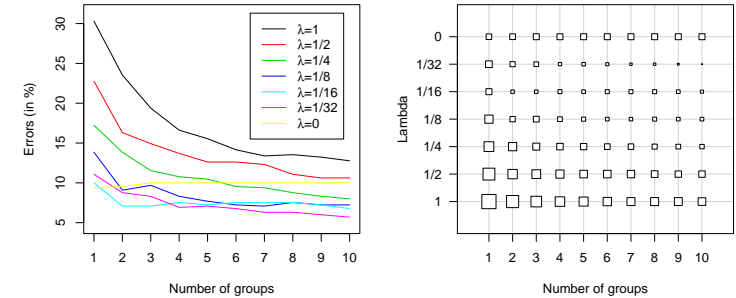 Errors (in %)
30
25
20
15
10
5
λ=1
λ=1/2
λ=1/4
λ=1/8
λ=1/16
λ=1/32
λ=0
1 2 3 4 5 6 7 8 9 10
Number of groups
Lambda
0
1/32
1/16
1/8
1/4
1/2
1
1 2 3 4 5 6 7 8 9 10
Number of groups